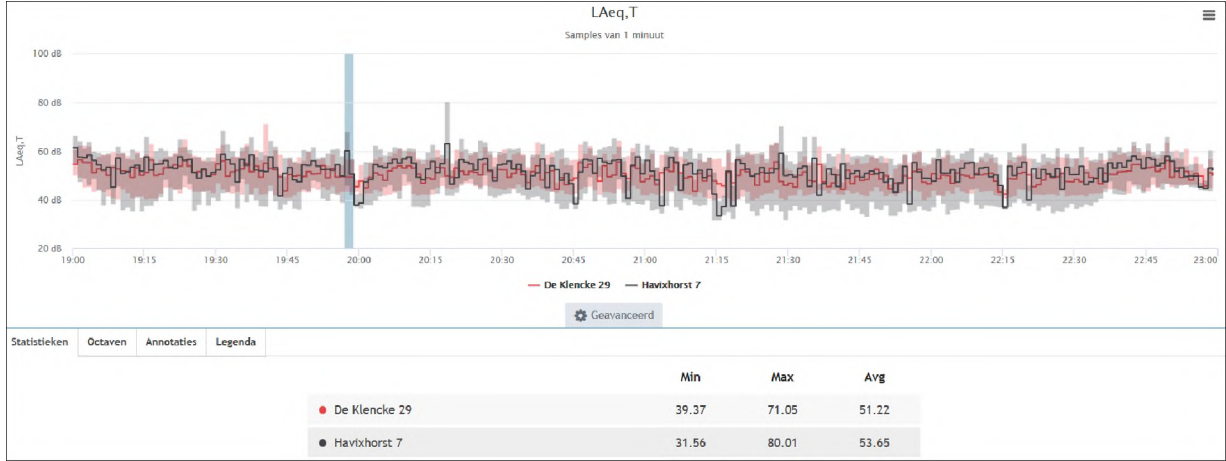 LAeq,T
Samples van 1 minuut
100 dB
80 dB
60 dB
40 dB
20 dB
LAeq,T
19:00 19:15 19:30 19:45 20:00 20:15 20:30 20:45 21:00 21:15 21:30 21:45 22:00 22:15 22:30 22:45 23:00
De Klencke 29 Havixhorst 7
Geavanceerd
Statistieken Octaven Annotaties Legenda
Min Max Avg
De Klencke 29 39.37 71.05 51.22
Havixhorst 7 31.56 80.01 53.65